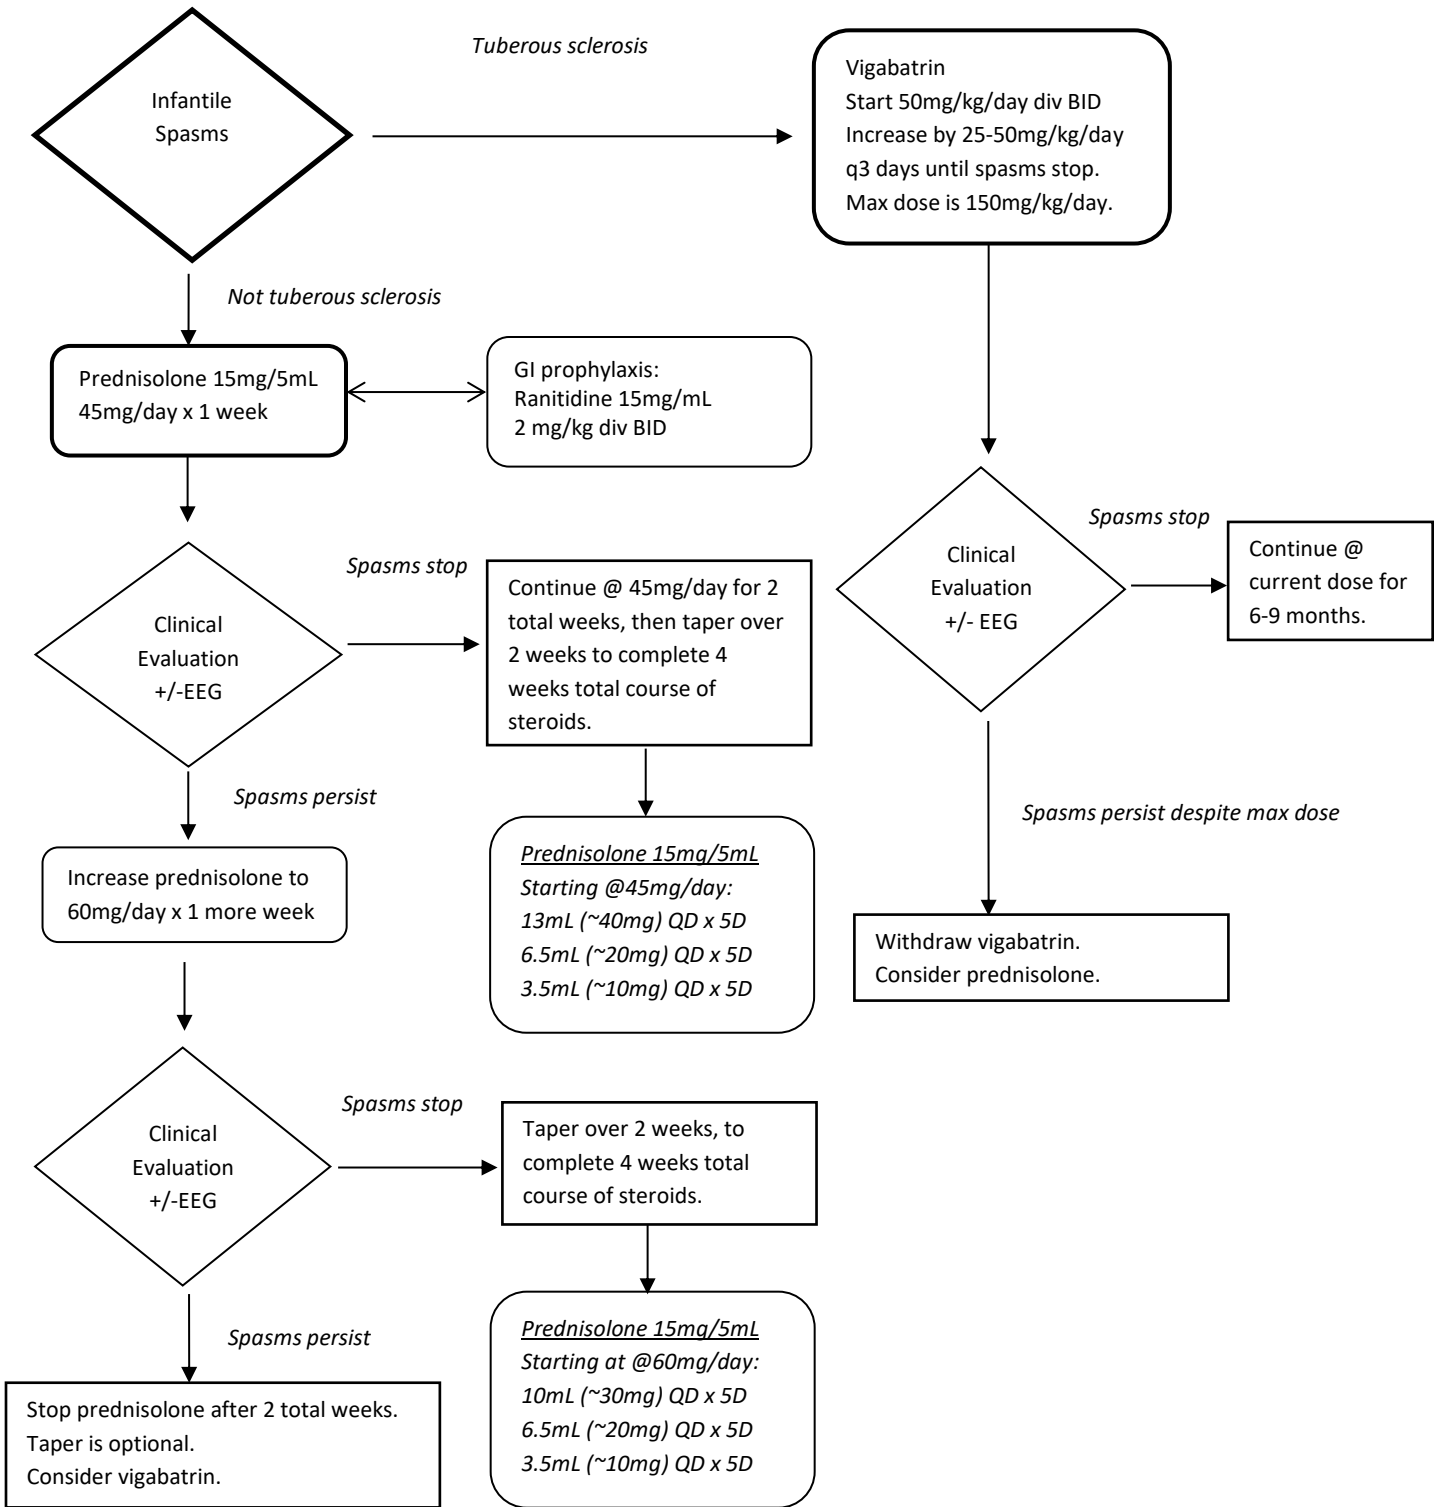 Infantile
Spasms
Tuberous sclerosis
Vigabatrin
Start 50mg/kg/day div BID
Increase by 25-50mg/kg/day
q3 days until spasms stop.
Max dose is 150mg/kg/day.
Not tuberous sclerosis
Prednisolone 15mg/5mL
45mg/day x 1 week
GI prophylaxis:
Ranitidine 15mg/mL
2 mg/kg div BID
Clinical
Evaluation
+/-EEG
Spasms stop
Continue @ 45mg/day for 2
total weeks, then taper over
2 weeks to complete 4
weeks total course of
steroids.
Clinical
Evaluation
+/- EEG
Spasms stop
Continue @
current dose for
6-9 months.
Spasms persist
Increase prednisolone to
60mg/day x 1 more week
Prednisolone 15mg/5mL
Starting @45mg/day:
13mL (~40mg) QD x 5D
6.5mL (~20mg) QD x 5D
3.5mL (~10mg) QD x 5D
Spasms persist despite max dose
Withdraw vigabatrin.
Consider prednisolone.
Clinical
Evaluation
+/-EEG
Spasms stop
Taper over 2 weeks, to
complete 4 weeks total
course of steroids.
Spasms persist
Stop prednisolone after 2 total weeks.
Taper is optional.
Consider vigabatrin.
Prednisolone 15mg/5mL
Starting at @60mg/day:
10mL (~30mg) QD x 5D
6.5mL (~20mg) QD x 5D
3.5mL (~10mg) QD x 5D